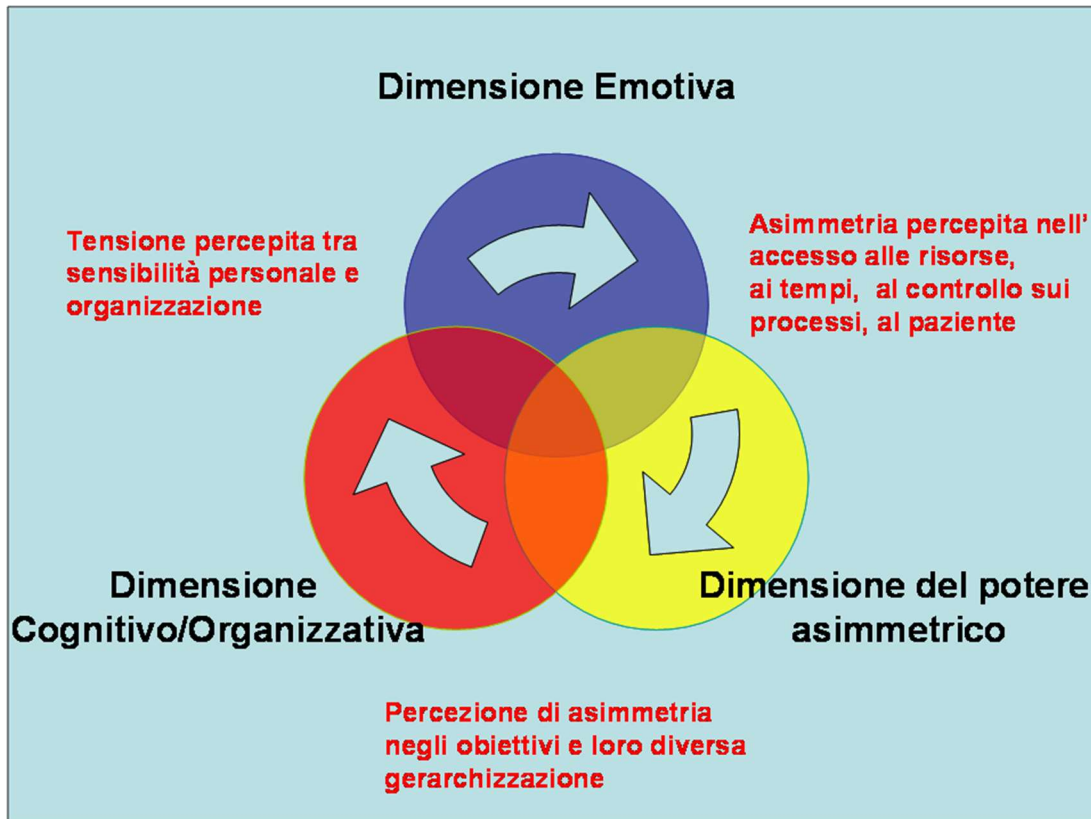 Dimensione Emotiva
Tensione percepita tra
sensibilità personale e
organizzazione
Asimmetria percepita nell'
accesso alle risorse,
ai tempi, al controllo sui
processi, al paziente
Dimensione
Cognitivo/Organizzativa
Dimensione del potere
asimmetrico
Percezione di asimmetria
negli obiettivi e loro diversa
gerarchizzazione